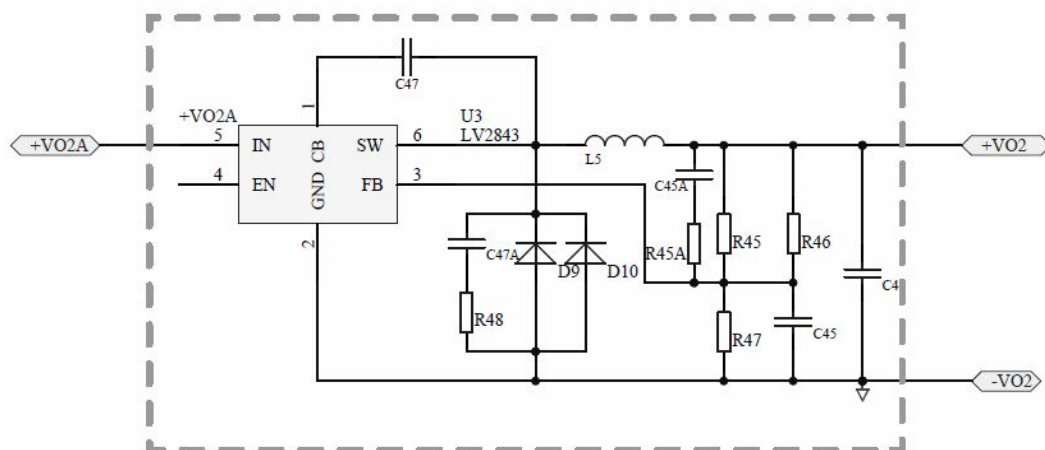 C47
1
+VO2A
U3
LV2843
+VO2A
5
IN
CB
SW
6
L5
+VO2
4
EN
GND
FB
3
C45A
2
R45A
R45
R46
C47A
D9
D10
C4
R48
R47
C45
-VO2